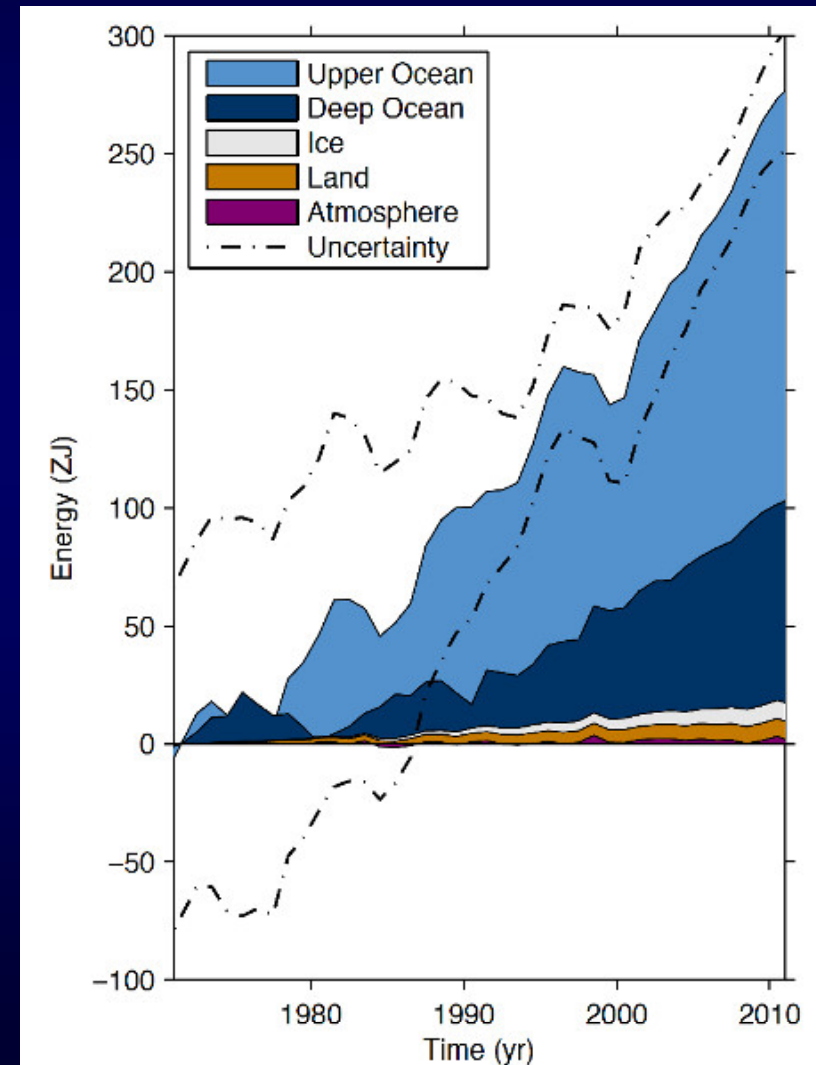 300
250
200
150
100
50
0
−50
−100
Energy (ZJ)
Upper Ocean
Deep Ocean
Ice
Land
Atmosphere
Uncertainty
1980 1990 2000 2010
Time (yr)